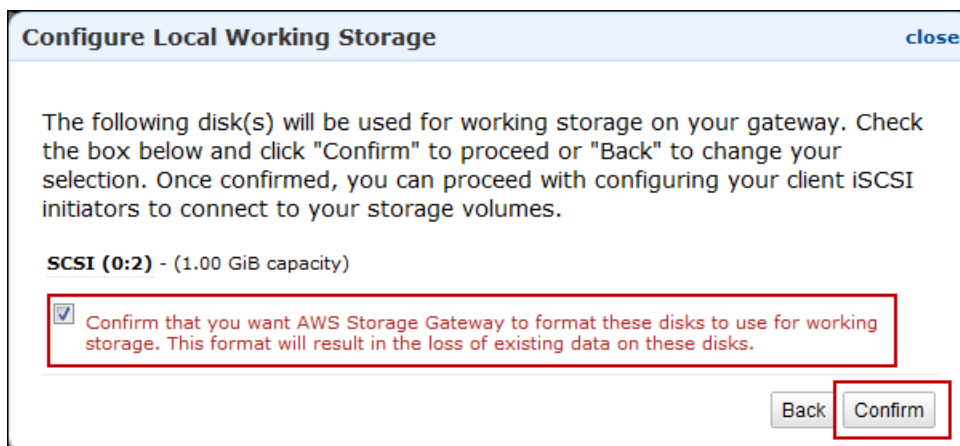 Configure Local Working Storage
close
The following disk(s) will be used for working storage on your gateway. Check
the box below and click "Confirm" to proceed or "Back" to change your
selection. Once confirmed, you can proceed with configuring your client iSCSI
initiators to connect to your storage volumes.
SCSI (0:2) - (1.00 GiB capacity)
Confirm that you want AWS Storage Gateway to format these disks to use for working
storage. This format will result in the loss of existing data on these disks.
Back
Confirm